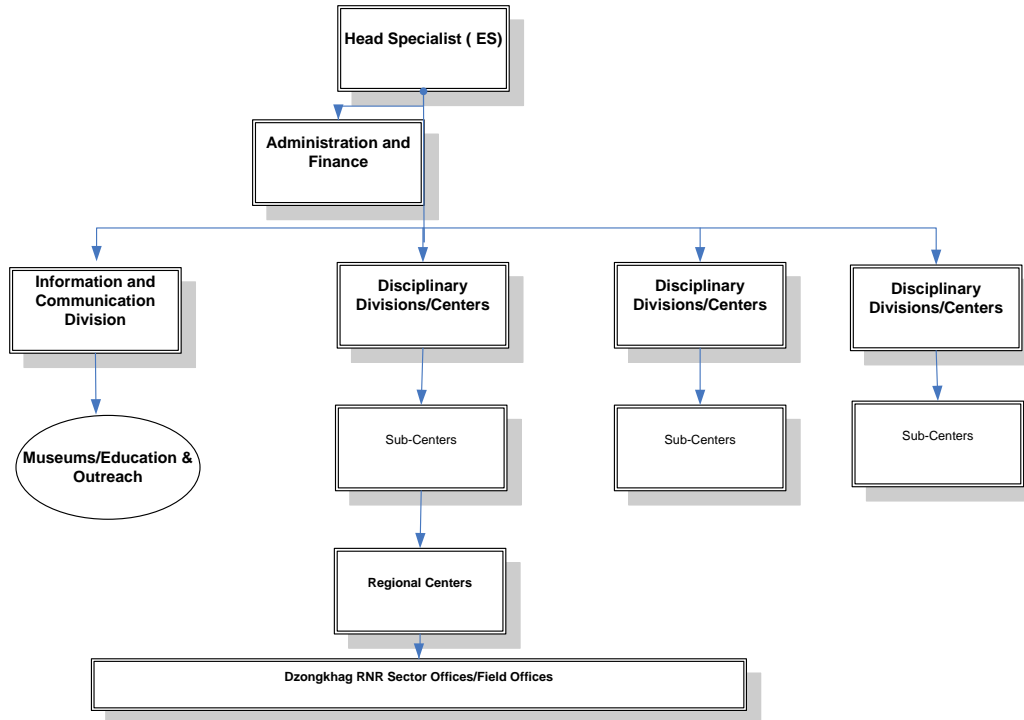 Head Specialist ( ES)
Administration and
Finance
Information and
Communication
Division
Disciplinary
Divisions/Centers
Disciplinary
Divisions/Centers
Disciplinary
Divisions/Centers
Sub-Centers
Sub-Centers
Sub-Centers
Museums/Education &
Outreach
Regional Centers
Dzongkhag RNR Sector Offices/Field Offices